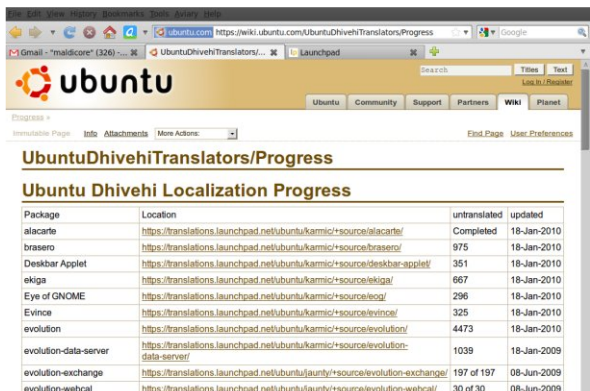 File Edit View History Bookmarks Tools Aviary Help
ubuntu.com https://wiki.ubuntu.com/UbuntuDhivehiTranslators/Progress Google
Gmail - "maldicore" (326) -... UbuntuDhivehiTranslators/... Launchpad
ubuntu
Search Titles Text
Log In / Register
Ubuntu Community Support Partners Wiki Planet
Progress »
Immutable Page Info Attachments More Actions: Find Page User Preferences
UbuntuDhivehiTranslators/Progress
Ubuntu Dhivehi Localization Progress
Package Location untranslated updated
alacarte https://translations.launchpad.net/ubuntu/karmic/+source/alacarte/ Completed 18-Jan-2010
brasero https://translations.launchpad.net/ubuntu/karmic/+source/brasero/ 975 18-Jan-2010
Deskbar Applet https://translations.launchpad.net/ubuntu/karmic/+source/deskbar-applet/ 351 18-Jan-2010
ekiga https://translations.launchpad.net/ubuntu/karmic/+source/ekiga/ 667 18-Jan-2010
Eye of GNOME https://translations.launchpad.net/ubuntu/karmic/+source/eog/ 296 18-Jan-2010
Evince https://translations.launchpad.net/ubuntu/karmic/+source/evince/ 325 18-Jan-2010
evolution https://translations.launchpad.net/ubuntu/karmic/+source/evolution/ 4473 18-Jan-2010
evolution-data-server https://translations.launchpad.net/ubuntu/karmic/+source/evolution-
data-server/ 1039 18-Jan-2009
evolution-exchange https://translations.launchpad.net/ubuntu/jaunty/+source/evolution-exchange/ 197 of 197 08-Jun-2009
evolution-webcal https://translations.launchpad.net/ubuntu/jaunty/+source/evolution-webcal/ 30 of 30 08-Jun-2009